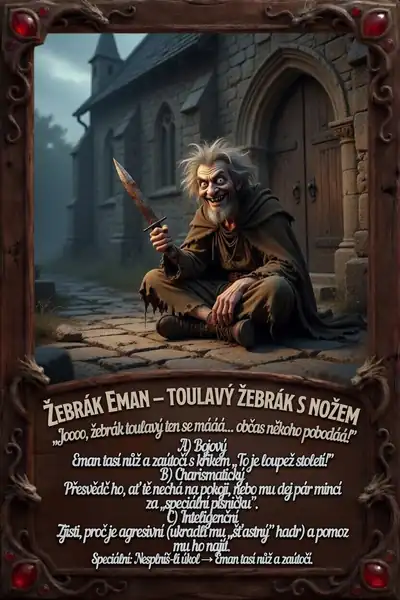 Žebrák Eman – toulavý žebrák s nožem
„Joooo, žebrák toulavý ten se mááá... občas někoho pobodáá!"
A) Bojový
Eman tasí nůž a zaútočí s křikem „To je loupež století!"
B) Charismatický
Přesvědč ho, ať tě nechá na pokoji, nebo mu dej pár mincí
za „speciální písničku".
C) Inteligenční
Zjisti, proč je agresivní (ukradli mu „šťastný" hadr) a pomoz
mu ho najít.
Speciální: Nesplníš-li úkol → Eman tasí nůž a zaútočí.